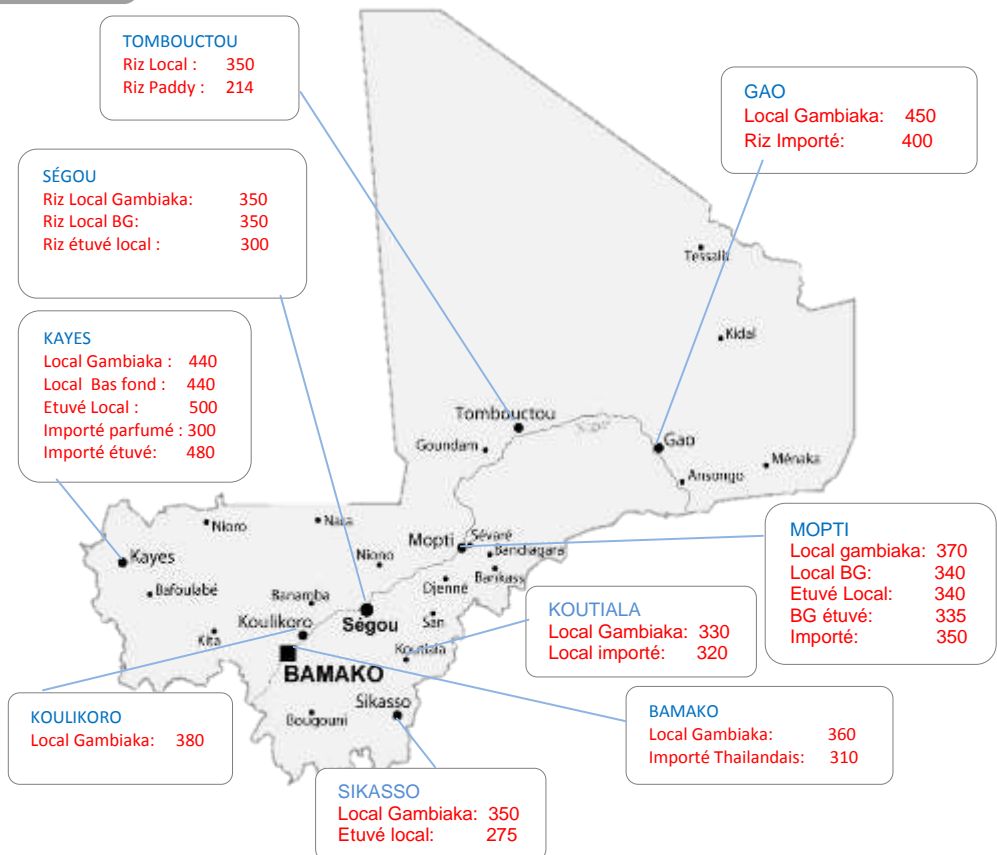 TOMBOUCTOU
Riz Local : 350
Riz Paddy : 214
GAO
Local Gambiaka: 450
Riz Importé: 400
SÉGOU
Riz Local Gambiaka: 350
Riz Local BG: 350
Riz étuvé local : 300
KAYES
Local Gambiaka : 440
Local Bas fond : 440
Etuvé Local : 500
Importé parfumé : 300
Importé étuvé: 480
Tessalit
Kidal
Tombouctou
Goundam
Gao
Ansongo
Ménaka
Nioro
Nara
Mopti
Sévaré
Bandiagara
Kayes
Niono
Bankass
Bafoulabé
Banamba
Djenné
Koulikoro
Ségou
San
Kita
Koutiala
BAMAKO
Sikasso
Bougouni
MOPTI
Local gambiaka: 370
Local BG: 340
Etuvé Local: 340
BG étuvé: 335
Importé: 350
KOUTIALA
Local Gambiaka: 330
Local importé: 320
KOULIKORO
Local Gambiaka: 380
BAMAKO
Local Gambiaka: 360
Importé Thailandais: 310
SIKASSO
Local Gambiaka: 350
Etuvé local: 275